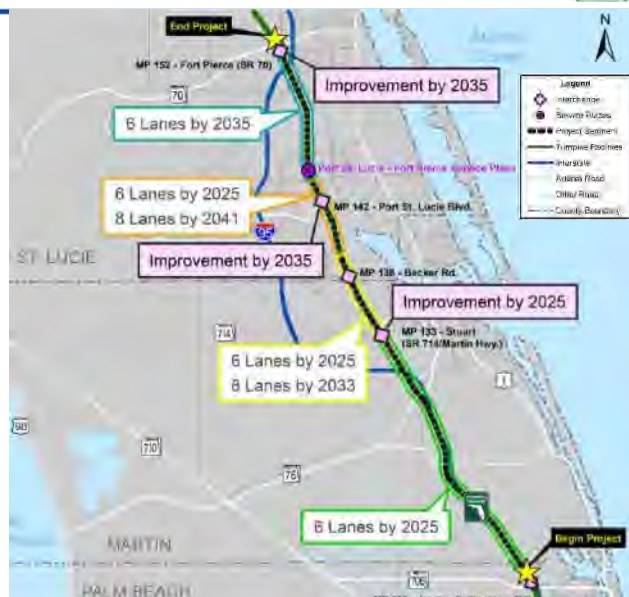 End Project
N
MP 152 - Fort Pierce (SR 70)
Improvement by 2035
70
6 Lanes by 2035
Legend
Interchange
Service Plazas
Project Segment
Turnpike Facilities
Interstate
Arterial Road
Other Road
County Boundary
Port St. Lucie - Fort Pierce Service Plaza
6 Lanes by 2025
8 Lanes by 2041
MP 142 - Port St. Lucie Blvd.
95
ST. LUCIE
Improvement by 2035
MP 138 - Becker Rd.
Improvement by 2025
714
MP 133 - Stuart
(SR 714/Martin Hwy.)
6 Lanes by 2025
8 Lanes by 2033
1
98
710
76
6 Lanes by 2025
MARTIN
Begin Project
PALM BEACH
706